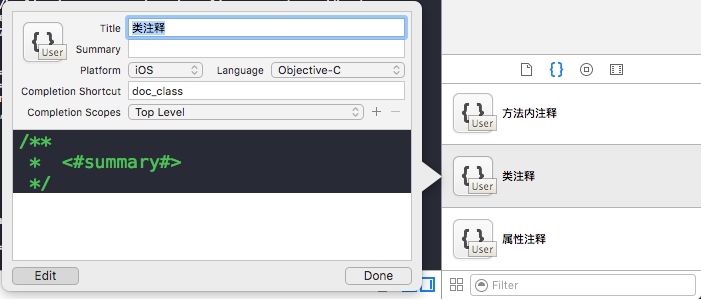 Title 类注释
{ } User
Summary
Platform iOS Language Objective-C
Completion Shortcut doc_class
Completion Scopes Top Level + −
/**
 *  <#summary#>
 */
Edit Done
{}
{ } User 方法内注释
{ } User 类注释
{ } User 属性注释
Filter